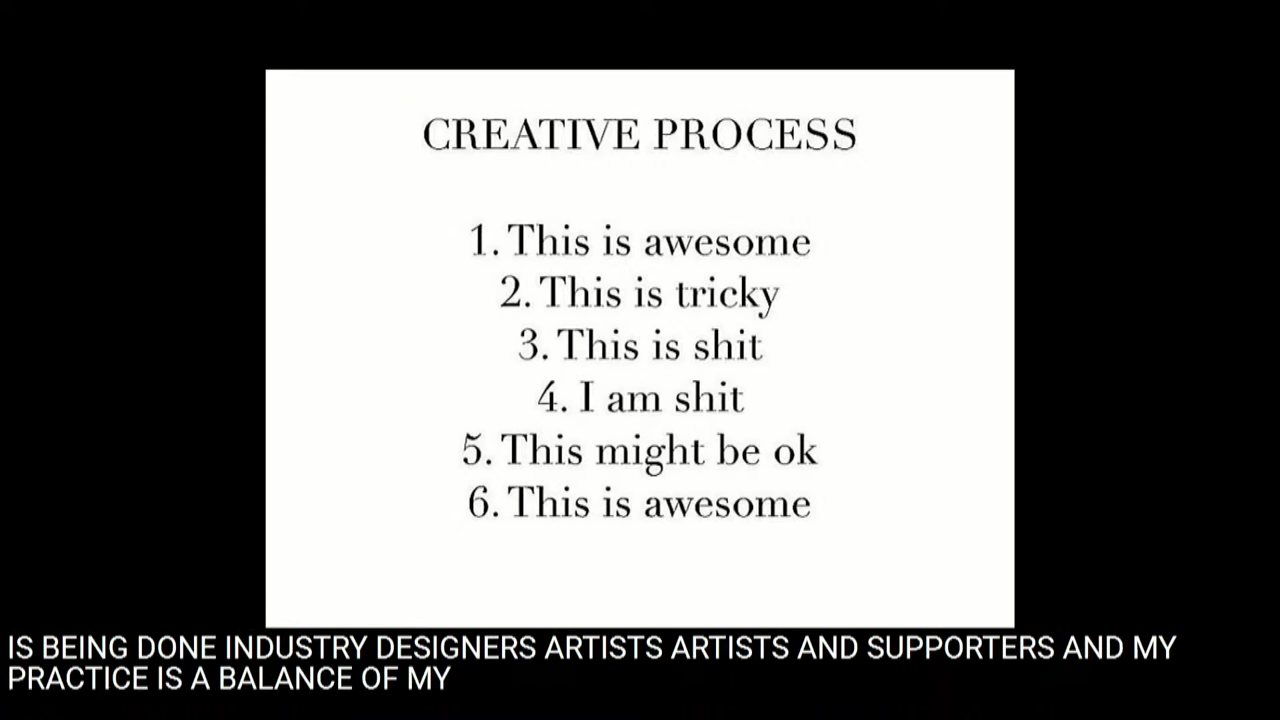 CREATIVE PROCESS
1. This is awesome
2. This is tricky
3. This is shit
4. I am shit
5. This might be ok
6. This is awesome
IS BEING DONE INDUSTRY DESIGNERS ARTISTS ARTISTS AND SUPPORTERS AND MY
PRACTICE IS A BALANCE OF MY